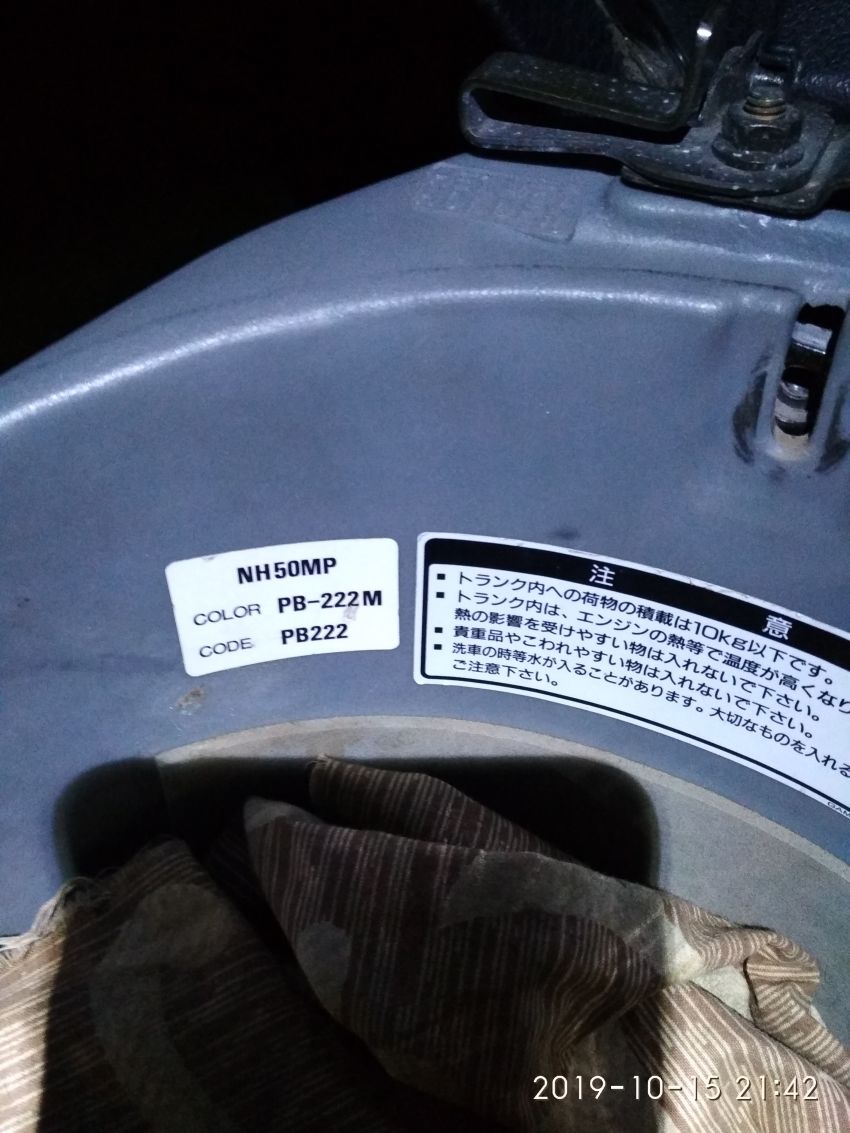 NH50MP
COLOR PB-222M
CODE PB222
注意
■ トランク内への荷物の積載は10kg以下です。
■ トランク内は、エンジンの熱等で温度が高くなり
熱の影響を受けやすい物は入れないで下さい。
■ 貴重品やこわれやすい物は入れないで下さい。
■ 洗車の時等水が入ることがあります。大切なものを入れる
ご注意下さい。
2019-10-15 21:42